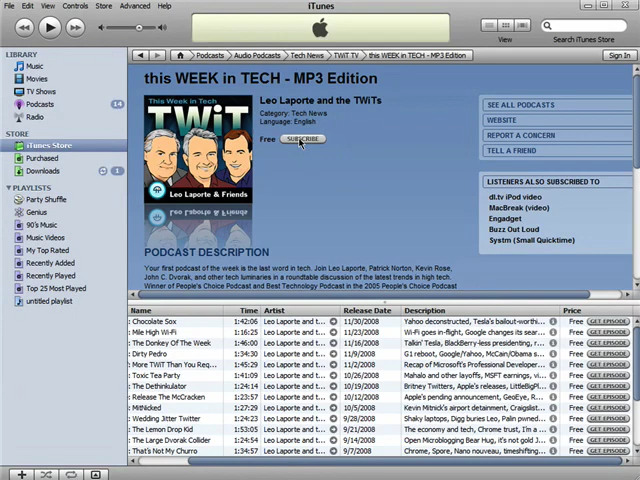 iTunes
File Edit View Controls Store Advanced Help
View
Search iTunes Store
Podcasts Audio Podcasts Tech News TWiT TV this WEEK in TECH - MP3 Edition
Sign In
LIBRARY
Music
Movies
TV Shows
Podcasts 14
Radio
STORE
iTunes Store
Purchased
Downloads 1
PLAYLISTS
Party Shuffle
Genius
90's Music
Music Videos
My Top Rated
Recently Added
Recently Played
Top 25 Most Played
untitled playlist
this WEEK in TECH - MP3 Edition
This Week in Tech
TWiT
Leo Laporte & Friends
Leo Laporte and the TWiTs
Category: Tech News
Language: English
Free SUBSCRIBE
SEE ALL PODCASTS
WEBSITE
REPORT A CONCERN
TELL A FRIEND
LISTENERS ALSO SUBSCRIBED TO
dl.tv iPod video
MacBreak (video)
Engadget
Buzz Out Loud
Systm (Small Quicktime)
PODCAST DESCRIPTION
Your first podcast of the week is the last word in tech. Join Leo Laporte, Patrick Norton, Kevin Rose,
John C. Dvorak, and other tech luminaries in a roundtable discussion of the latest trends in high tech.
Winner of People's Choice Podcast and Best Technology Podcast in the 2005 People's Choice Podcast
Name Time Artist Release Date Description Price
: Chocolate Sox 1:42:06 Leo Laporte and t... 11/30/2008 Yahoo deconstructed, Tesla's bailout-worthi... Free GET EPISODE
: Mile High Wi-Fi 1:16:25 Leo Laporte and t... 11/23/2008 Wi-Fi goes in-flight, Google changes its sear... Free GET EPISODE
: The Donkey Of The Week 1:46:00 Leo Laporte and t... 11/16/2008 Talkin' Tesla, BlackBerry-less presidenting, r... Free GET EPISODE
: Dirty Pedro 1:34:30 Leo Laporte and t... 11/9/2008 G1 reboot, Google/Yahoo, McCain/Obama s... Free GET EPISODE
: More TWiT Than You Req... 1:34:29 Leo Laporte and t... 11/2/2008 Recap of Microsoft's Professional Developer... Free GET EPISODE
: Toxic Tea Party 1:41:09 Leo Laporte and t... 10/26/2008 Mahalo and other layoffs, MSFT earnings, vi... Free GET EPISODE
: The Dethinkulator Leo Laporte and t... 10/19/2008 Britney Twitters, Apple's releases, LittleBigPl... Free GET EPISODE
: Release The McCracken 1:23:57 Leo Laporte and t... 10/12/2008 Apple's pending announcement, GeoEye, R... Free GET EPISODE
: MitNicked 1:27:29 Leo Laporte and t... 10/5/2008 Kevin Mitnick's airport detainment, Craigslist... Free GET EPISODE
: Wedding Jitter Twitter Leo Laporte and t... 9/28/2008 Shaky laptops, Digg buries Leo, Palin pwned... Free GET EPISODE
: The Lemon Drop Kid 1:53:05 Leo Laporte and t... 9/21/2008 The economy and tech, Chrome, Trust, I'm a... Free GET EPISODE
: The Large Dvorak Collider Leo Laporte and t... 9/14/2008 Open Microblogging Bear Hug, it's not gold J... Free GET EPISODE
: That's Not My Churro 1:34:57 Leo Laporte and t... 9/7/2008 Chrome, Spore, Nano nouveau, timeshifting... Free GET EPISODE